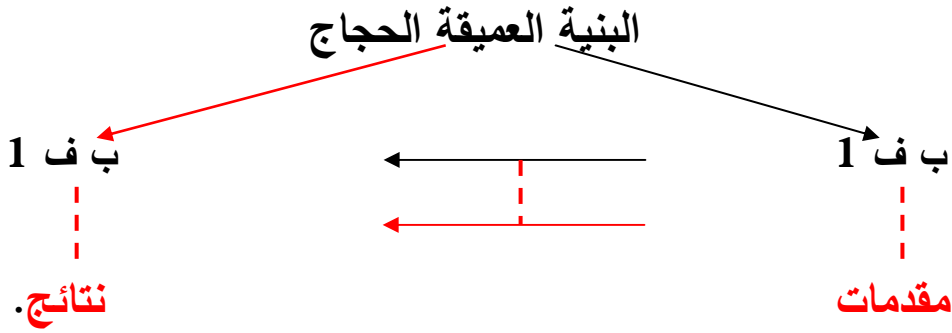 البنية العميقة الحجاج
ب ف 1 ب ف 1
مقدمات نتائج.